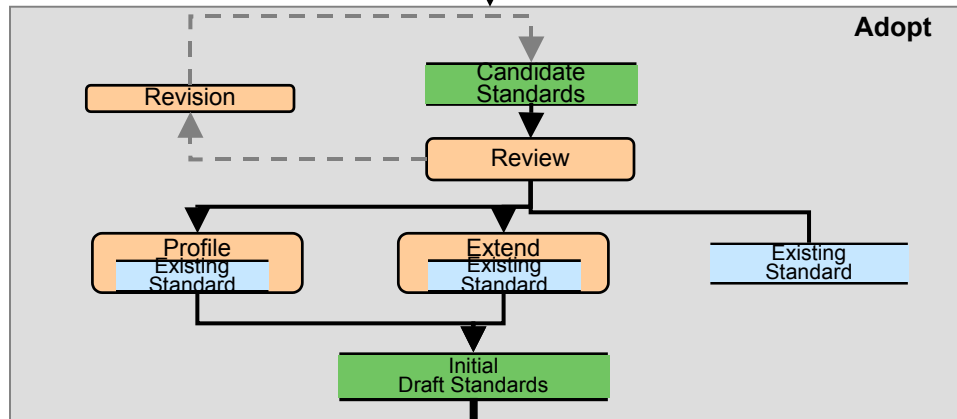 Adopt
Candidate
Standards
Revision
Review
Profile
Existing
Standard
Extend
Existing
Standard
Existing
Standard
Initial
Draft Standards